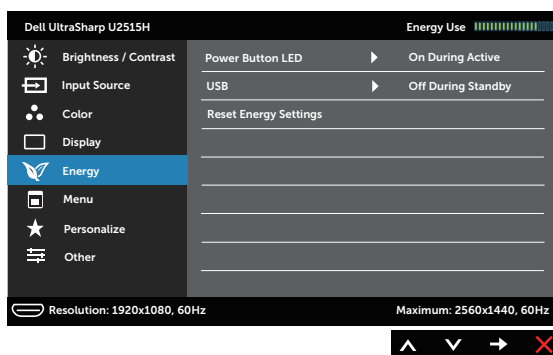 Dell UltraSharp U2515H Energy Use
Brightness / Contrast Power Button LED On During Active
Input Source USB Off During Standby
Color Reset Energy Settings
Display
Energy
Menu
Personalize
Other
Resolution: 1920x1080, 60Hz Maximum: 2560x1440, 60Hz